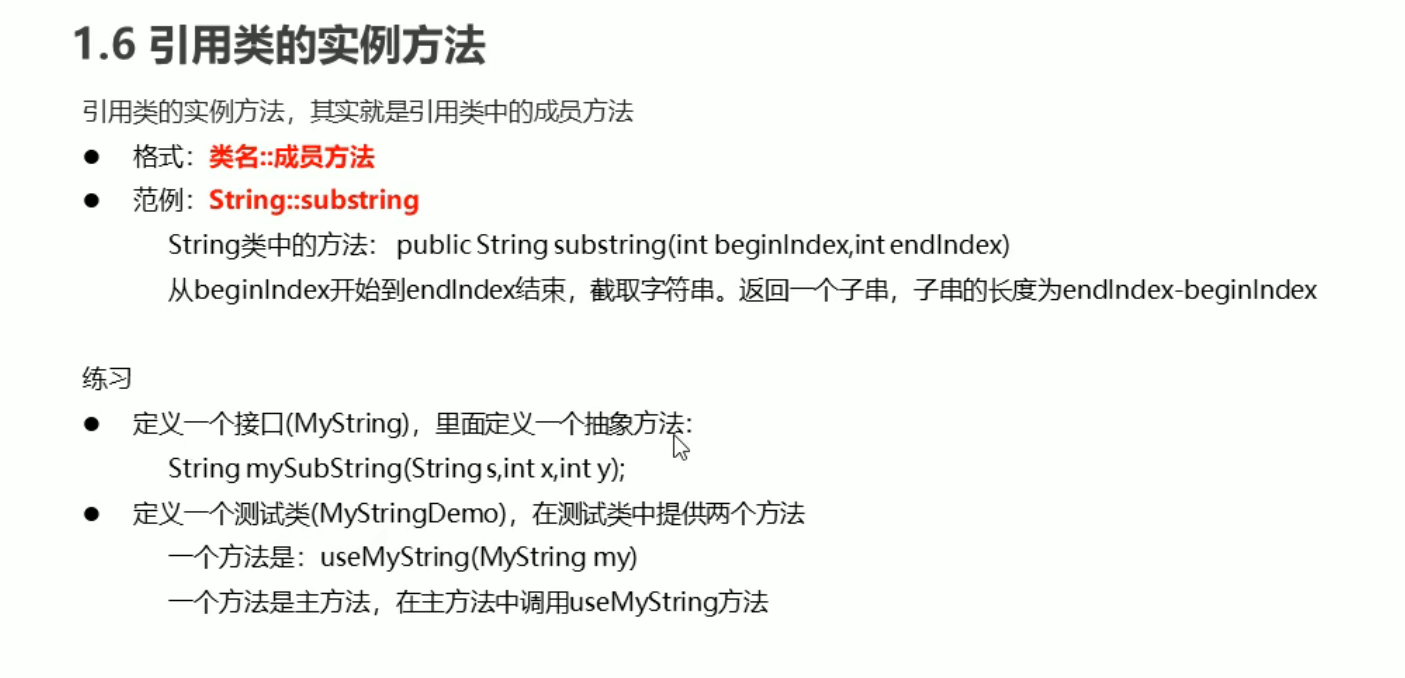 1.6 引用类的实例方法
引用类的实例方法，其实就是引用类中的成员方法
● 格式：类名::成员方法
● 范例：String::substring
String类中的方法： public String substring(int beginIndex,int endIndex)
从beginIndex开始到endIndex结束，截取字符串。返回一个子串，子串的长度为endIndex-beginIndex
练习
● 定义一个接口(MyString)，里面定义一个抽象方法：
String mySubString(String s,int x,int y);
● 定义一个测试类(MyStringDemo)，在测试类中提供两个方法
一个方法是：useMyString(MyString my)
一个方法是主方法，在主方法中调用useMyString方法